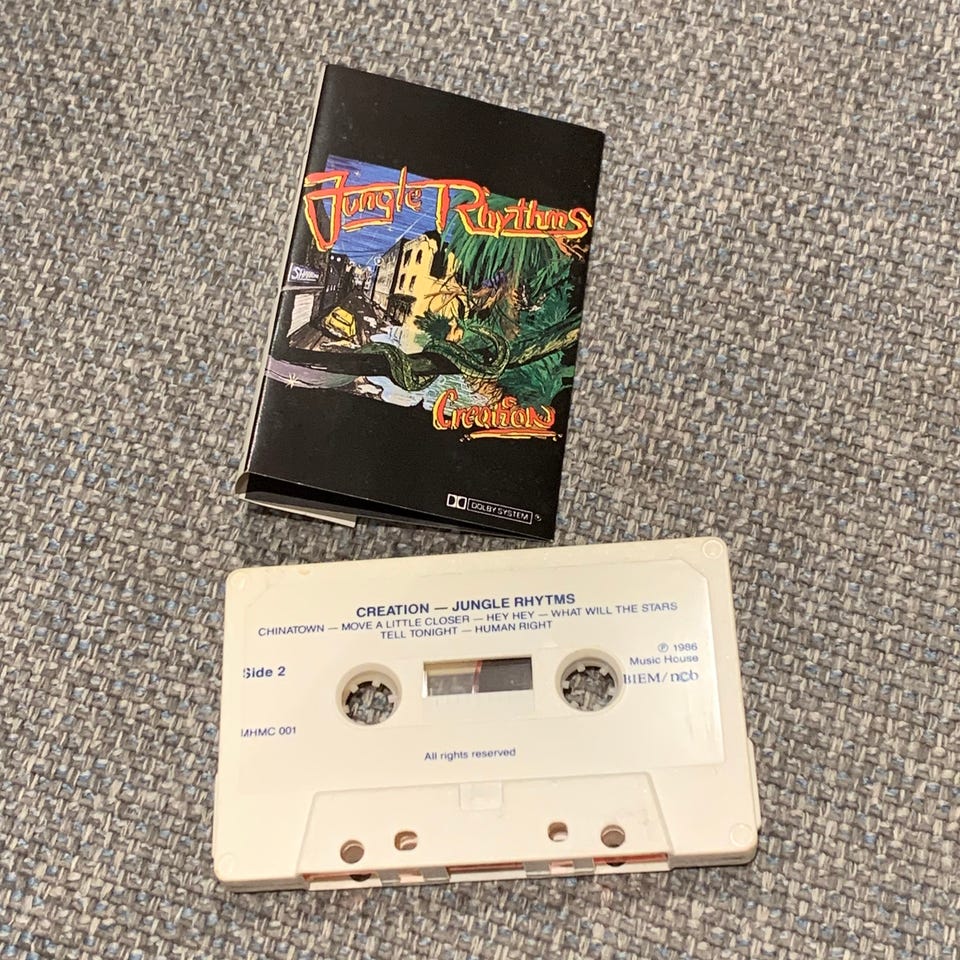 Jungle Rhythms
Creation
DOLBY SYSTEM
CREATION — JUNGLE RHYTMS
CHINATOWN — MOVE A LITTLE CLOSER — HEY HEY — WHAT WILL THE STARS
TELL TONIGHT — HUMAN RIGHT
Side 2
℗ 1986
Music House
BIEM/ncb
MHMC 001
All rights reserved